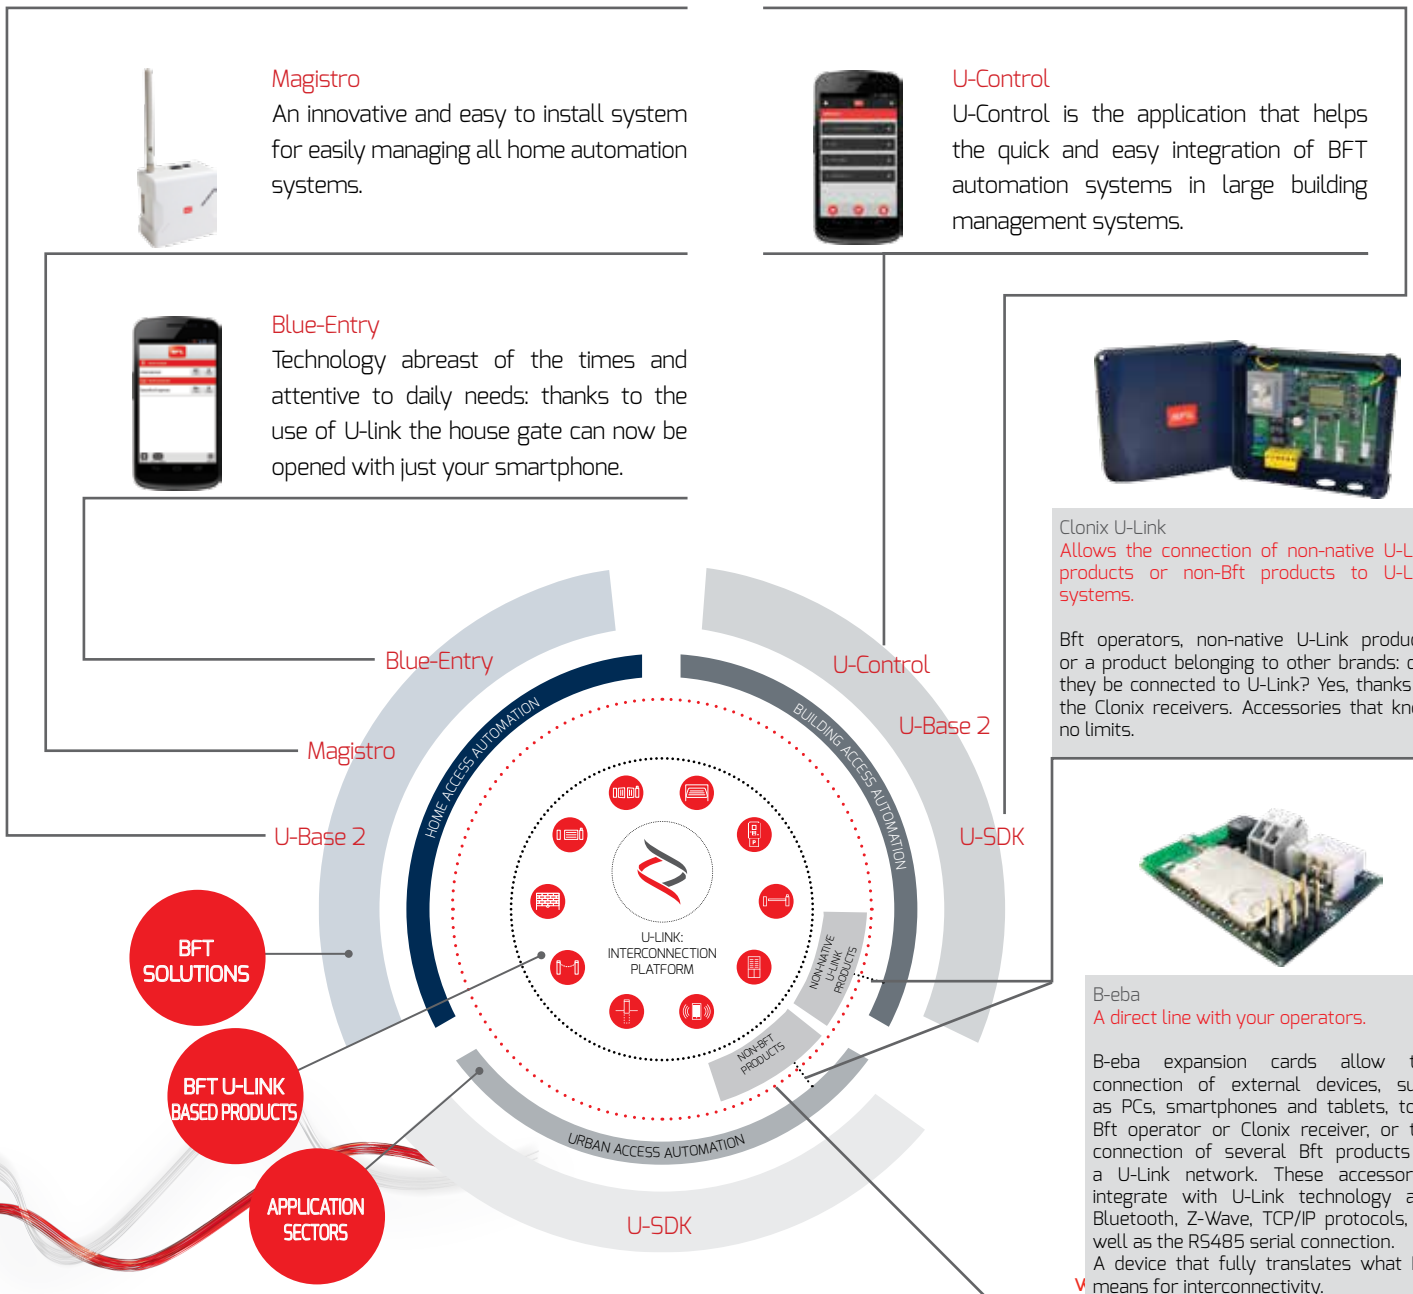 Magistro
An innovative and easy to install system
for easily managing all home automation
systems.
U-Control
U-Control is the application that helps
the quick and easy integration of BFT
automation systems in large building
management systems.
Blue-Entry
Technology abreast of the times and
attentive to daily needs: thanks to the
use of U-link the house gate can now be
opened with just your smartphone.
Clonix U-Link
Allows the connection of non-native U-L
products or non-Bft products to U-L
systems.
Bft operators, non-native U-Link produc
or a product belonging to other brands: c
they be connected to U-Link? Yes, thanks
the Clonix receivers. Accessories that kn
no limits.
Blue-Entry
Magistro
U-Base 2
U-Control
U-Base 2
U-SDK
HOME ACCESS AUTOMATION
BUILDING ACCESS AUTOMATION
U-LINK:
INTERCONNECTION
PLATFORM
NON-NATIVE
U-LINK
PRODUCTS
NON-BFT
PRODUCTS
URBAN ACCESS AUTOMATION
U-SDK
BFT
SOLUTIONS
BFT U-LINK
BASED PRODUCTS
APPLICATION
SECTORS
B-eba
A direct line with your operators.
B-eba expansion cards allow t
connection of external devices, su
as PCs, smartphones and tablets, to
Bft operator or Clonix receiver, or t
connection of several Bft products
a U-Link network. These accessor
integrate with U-Link technology a
Bluetooth, Z-Wave, TCP/IP protocols,
well as the RS485 serial connection.
A device that fully translates what
means for interconnectivity.